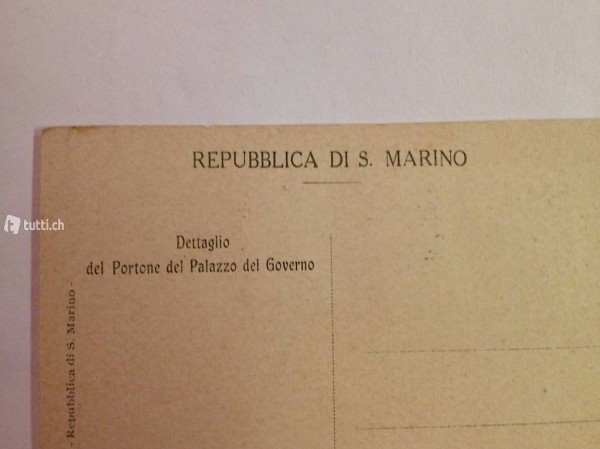 REPUBBLICA DI S. MARINO
tutti.ch
Dettaglio
del Portone del Palazzo del Governo
- Repubblica di S. Marino -